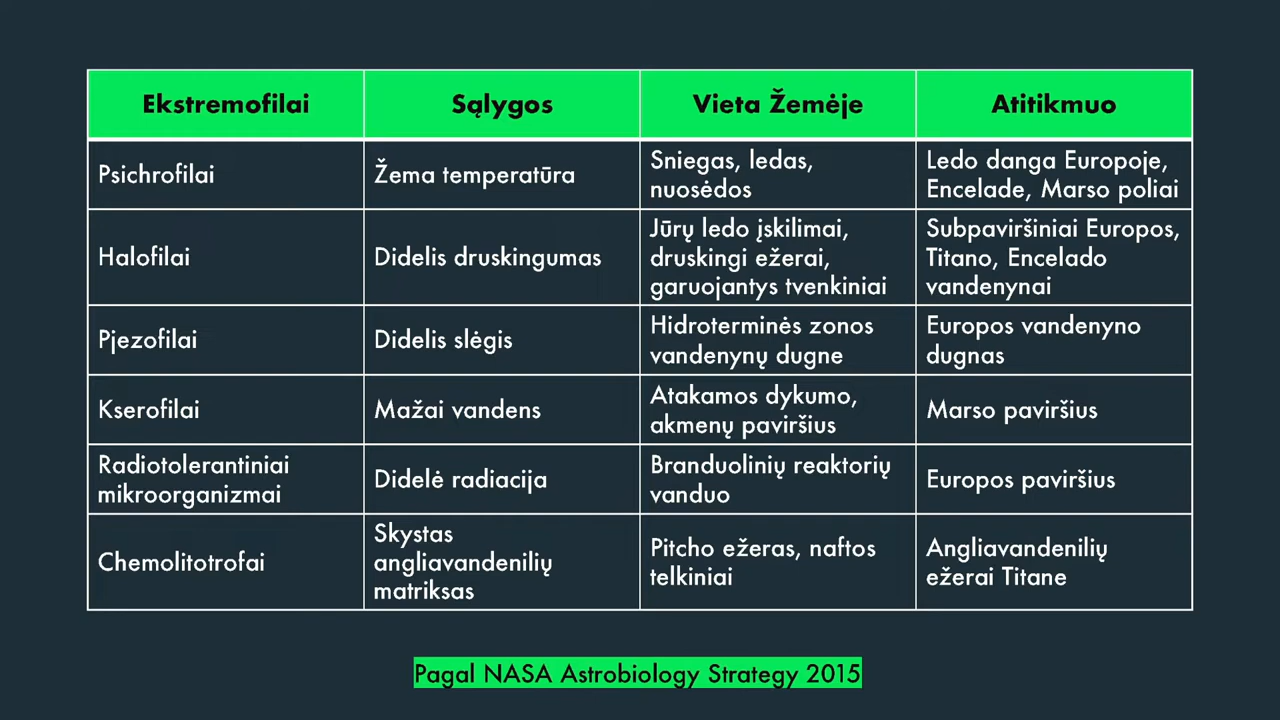 Ekstremofilai Sąlygos Vieta Žemėje Atitikmuo
Psichrofilai
Žema temperatūra
Sniegas, ledas,
nuosėdos
Ledo danga Europoje,
Encelade, Marso poliai
Halofilai
Didelis druskingumas
Jūrų ledo įskilimai,
druskingi ežerai,
garuojantys tvenkiniai
Subpaviršiniai Europos,
Titano, Encelado
vandenynai
Pjezofilai
Didelis slėgis
Hidroterminės zonos
vandenynų dugne
Europos vandenyno
dugnas
Kserofilai
Mažai vandens
Atakamos dykumo,
akmenų paviršius
Marso paviršius
Radiotolerantiniai
mikroorganizmai
Didelė radiacija
Branduolinių reaktorių
vanduo
Europos paviršius
Chemolitotrofai
Skystas
angliavandenilių
matriksas
Pitcho ežeras, naftos
telkiniai
Angliavandenilių
ežerai Titane
Pagal NASA Astrobiology Strategy 2015